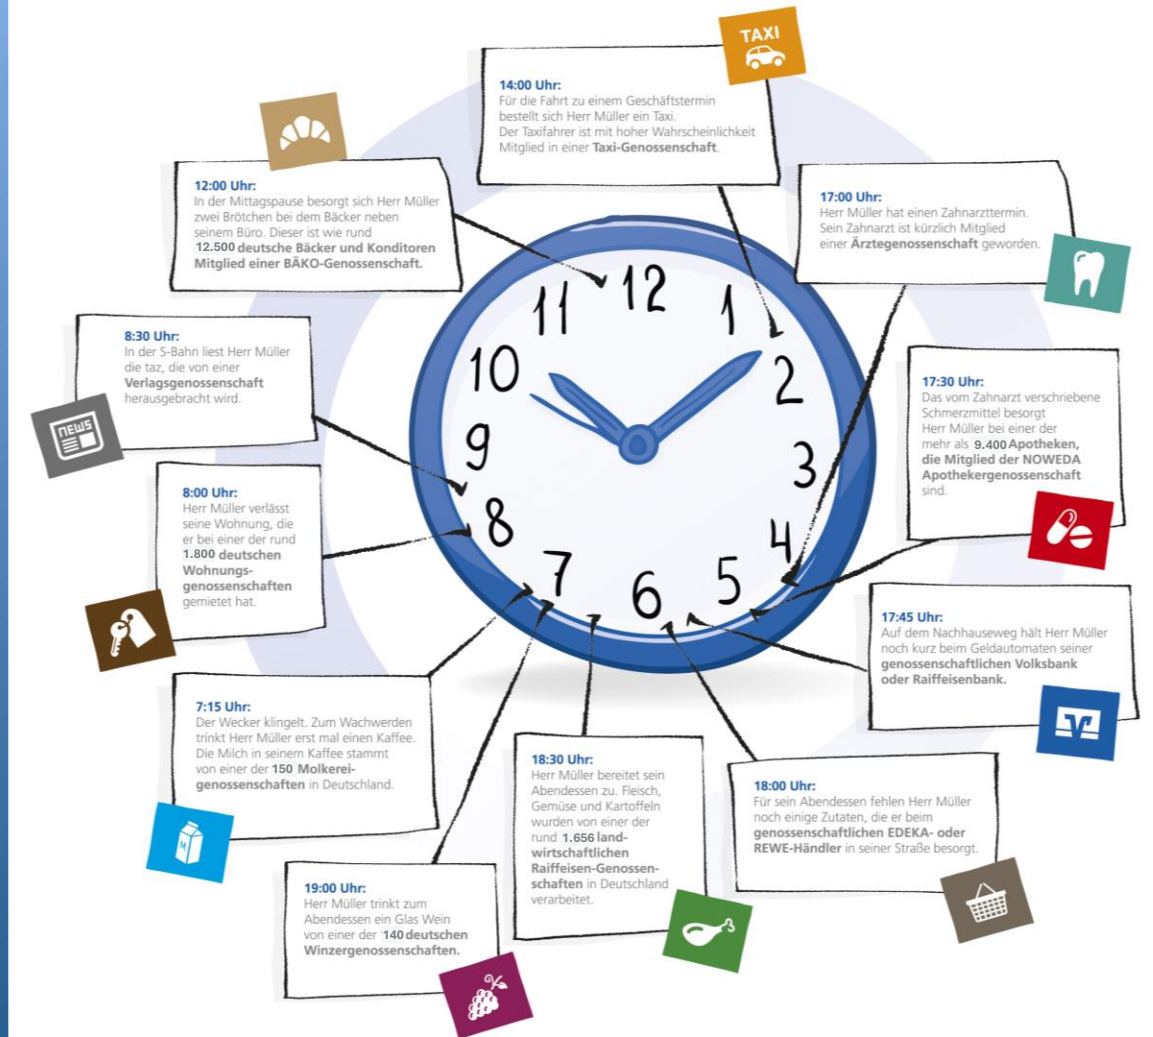 TAXI
14:00 Uhr:
Für die Fahrt zu einem Geschäftstermin
bestellt sich Herr Müller ein Taxi.
Der Taxifahrer ist mit hoher Wahrscheinlichkeit
Mitglied in einer Taxi-Genossenschaft.
12:00 Uhr:
In der Mittagspause besorgt sich Herr Müller
zwei Brötchen bei dem Bäcker neben
seinem Büro. Dieser ist wie rund
12.500 deutsche Bäcker und Konditoren
Mitglied einer BÄKO-Genossenschaft.
17:00 Uhr:
Herr Müller hat einen Zahnarzttermin.
Sein Zahnarzt ist kürzlich Mitglied
einer Ärztegenossenschaft geworden.
8:30 Uhr:
In der S-Bahn liest Herr Müller
die taz, die von einer
Verlagsgenossenschaft
herausgebracht wird.
NEWS
17:30 Uhr:
Das vom Zahnarzt verschriebene
Schmerzmittel besorgt
Herr Müller bei einer der
mehr als 9.400 Apotheken,
die Mitglied der NOWEDA
Apothekergenossenschaft
sind.
8:00 Uhr:
Herr Müller verlässt
seine Wohnung, die
er bei einer der rund
1.800 deutschen
Wohnungs-
genossenschaften
gemietet hat.
17:45 Uhr:
Auf dem Nachhauseweg hält Herr Müller
noch kurz beim Geldautomaten seiner
genossenschaftlichen Volksbank
oder Raiffeisenbank.
7:15 Uhr:
Der Wecker klingelt. Zum Wachwerden
trinkt Herr Müller erst mal einen Kaffee.
Die Milch in seinem Kaffee stammt
von einer der 150 Molkerei-
genossenschaften in Deutschland.
M
18:30 Uhr:
Herr Müller bereitet sein
Abendessen zu. Fleisch,
Gemüse und Kartoffeln
wurden von einer der
rund 1.656 land-
wirtschaftlichen
Raiffeisen-Genossen-
schaften in Deutschland
verarbeitet.
18:00 Uhr:
Für sein Abendessen fehlen Herr Müller
noch einige Zutaten, die er beim
genossenschaftlichen EDEKA- oder
REWE-Händler in seiner Straße besorgt.
19:00 Uhr:
Herr Müller trinkt zum
Abendessen ein Glas Wein
von einer der 140 deutschen
Winzergenossenschaften.
12
1
2
3
4
5
6
7
8
9
10
11